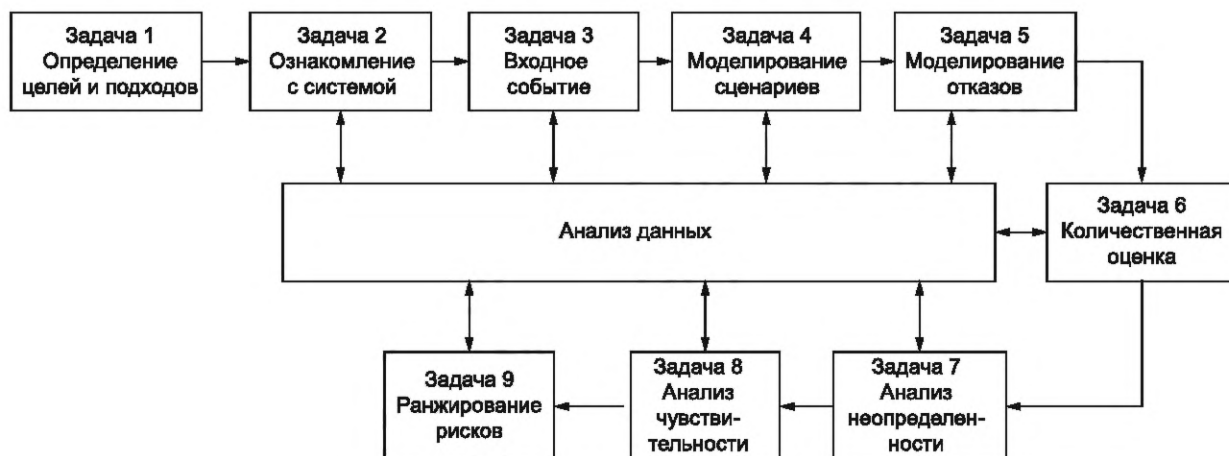 Задача 1
Определение
целей и подходов
Задача 2
Ознакомление
с системой
Задача 3
Входное
событие
Задача 4
Моделирование
сценариев
Задача 5
Моделирование
отказов
Анализ данных
Задача 6
Количественная
оценка
Задача 9
Ранжирование
рисков
Задача 8
Анализ
чувстви-
тельности
Задача 7
Анализ
неопределен-
ности